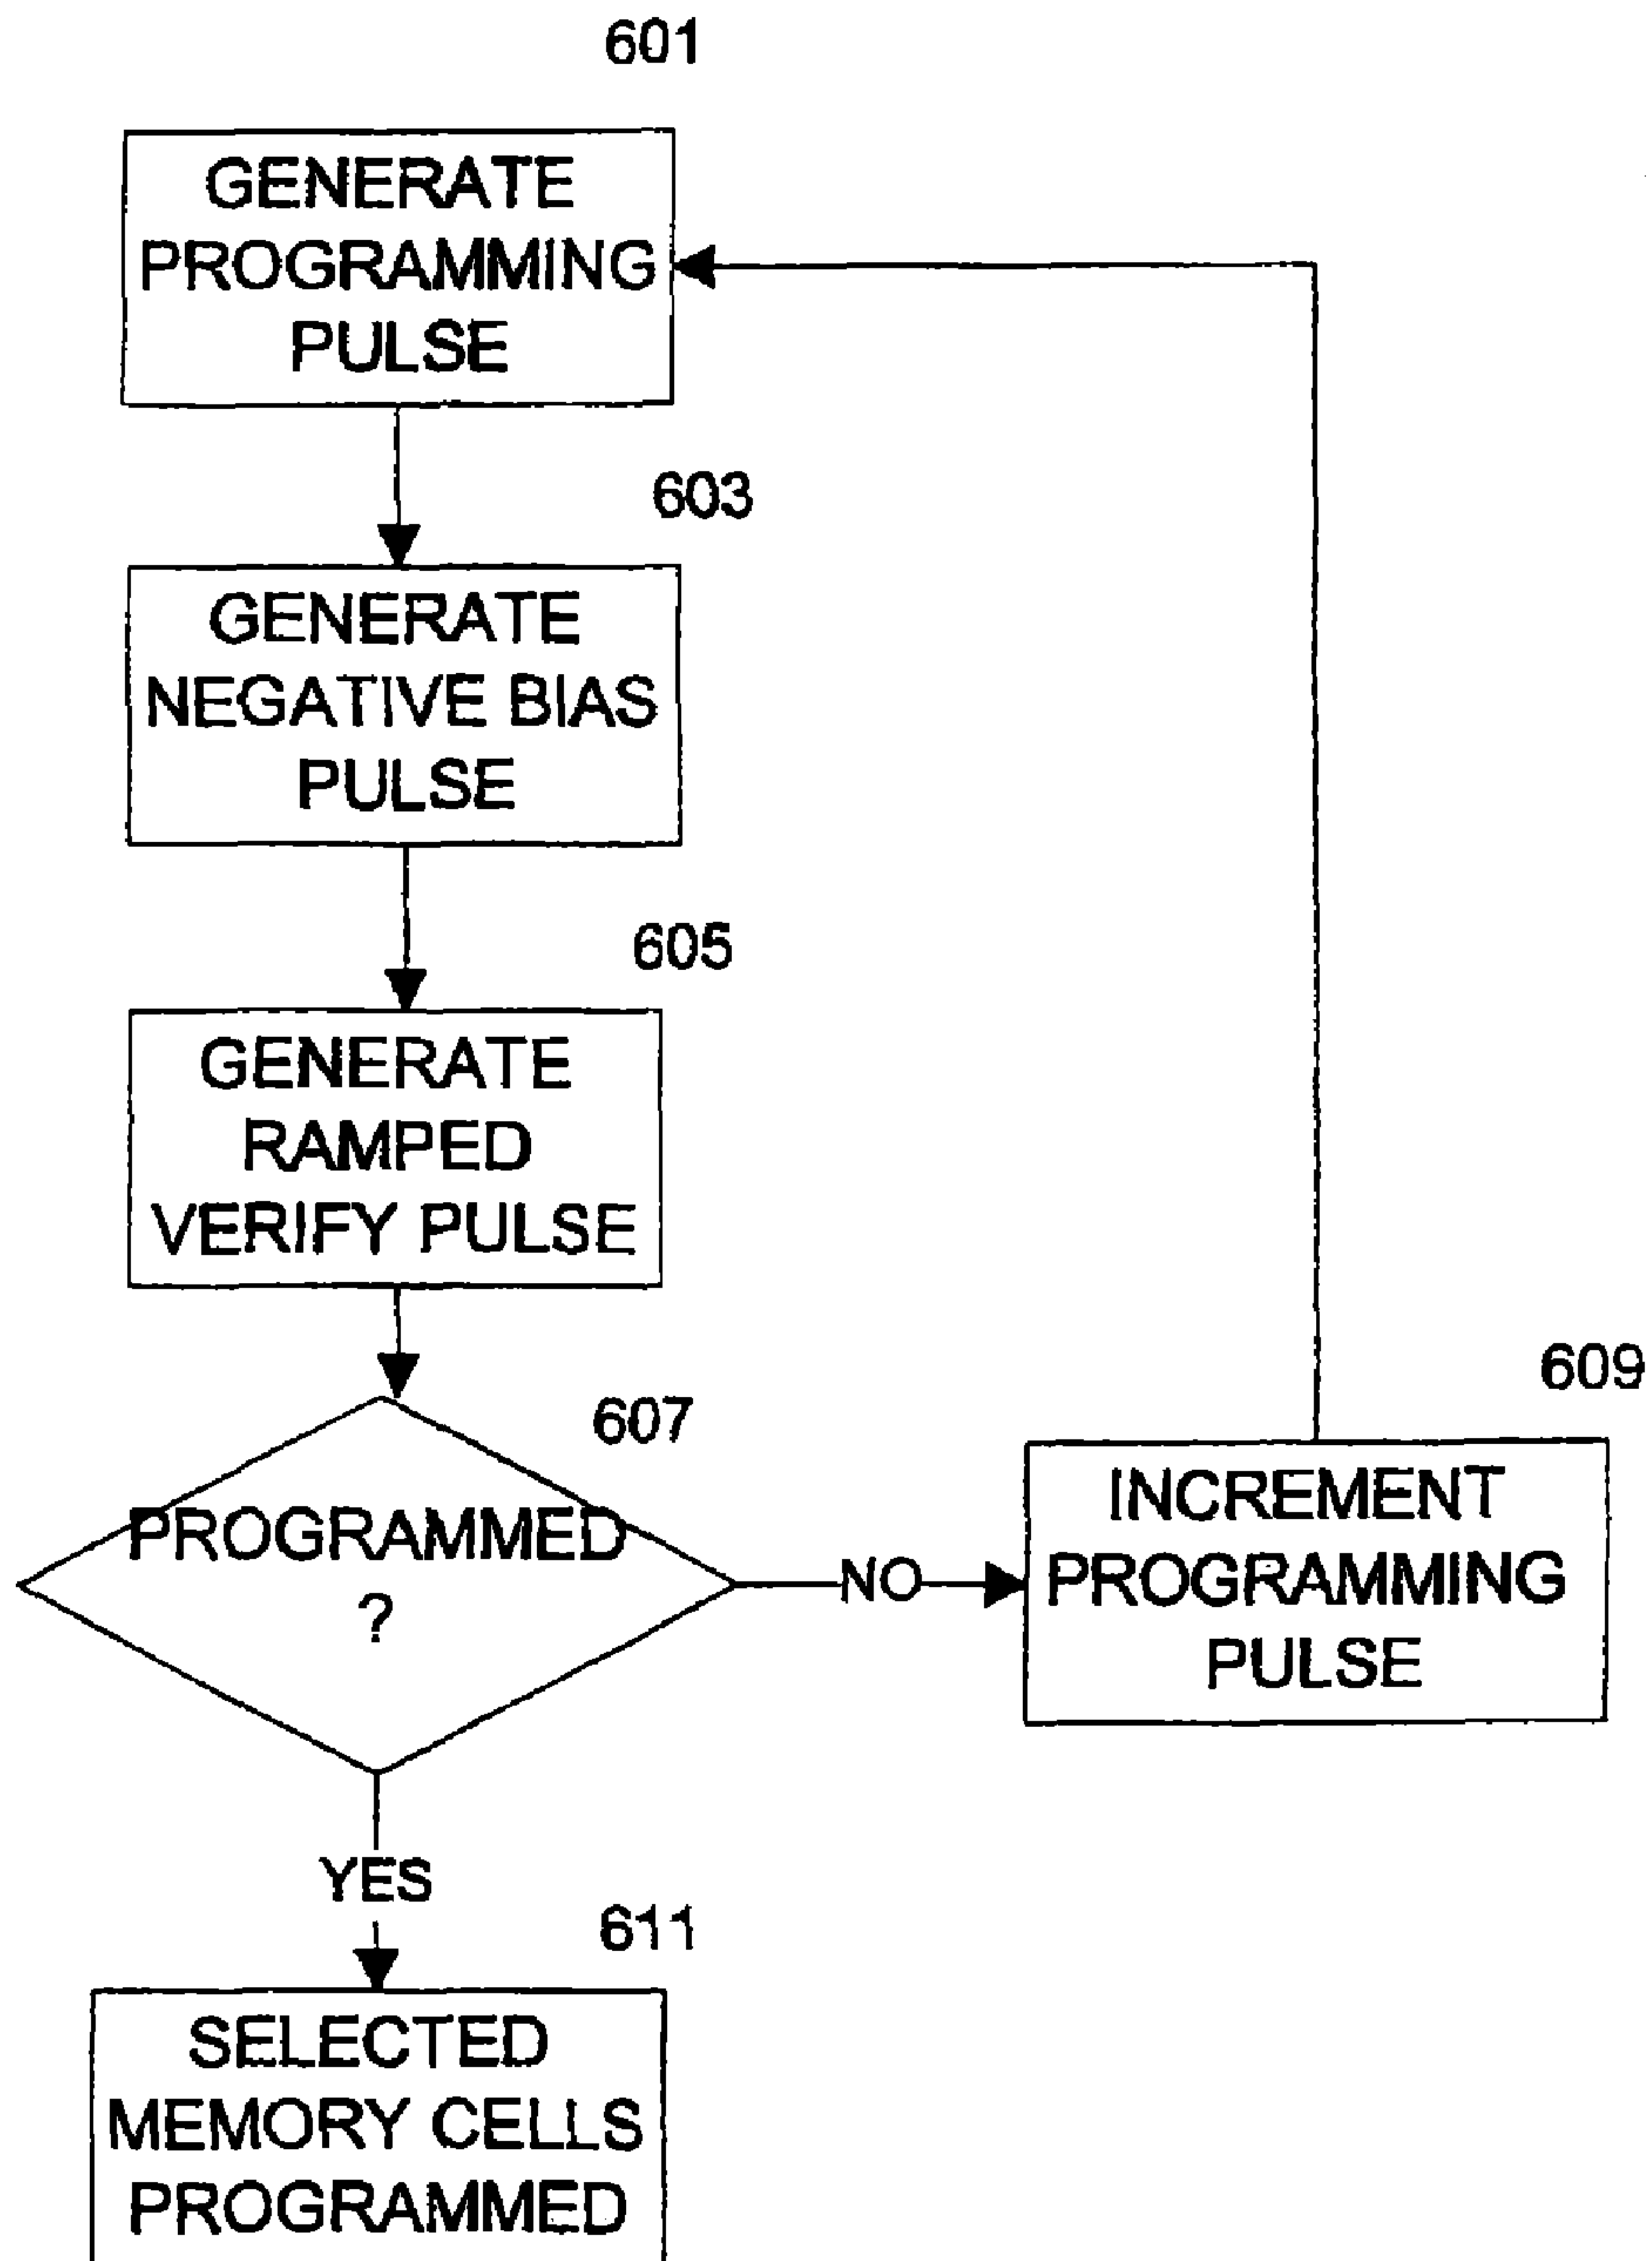 601
GENERATE
PROGRAMMING
PULSE
603
GENERATE
NEGATIVE BIAS
PULSE
605
GENERATE
RAMPED
VERIFY PULSE
607
PROGRAMMED
?
NO
609
INCREMENT
PROGRAMMING
PULSE
YES
611
SELECTED
MEMORY CELLS
PROGRAMMED